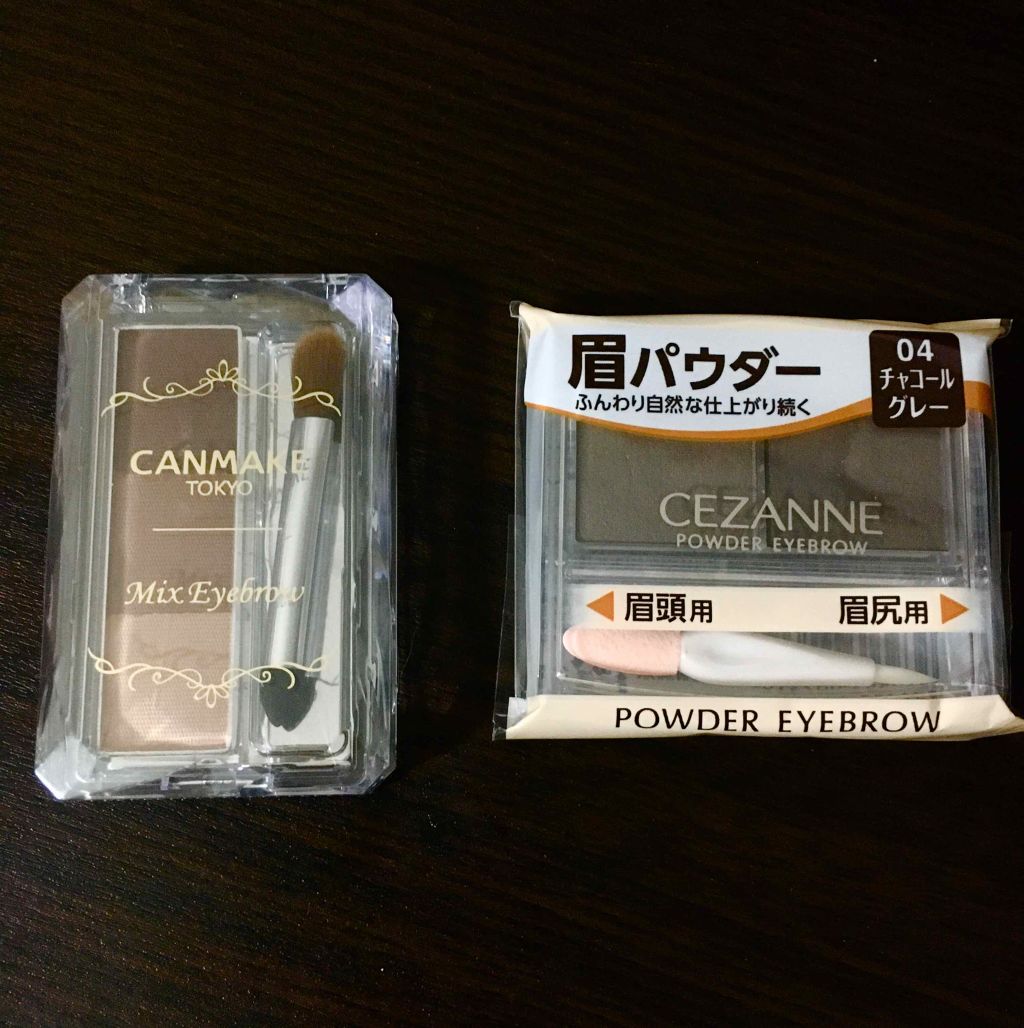 CANMAKE
TOKYO
Mix Eyebrow
眉パウダー
ふんわり自然な仕上がり続く
04
チャコール
グレー
CEZANNE
POWDER EYEBROW
眉頭用
眉尻用
POWDER EYEBROW